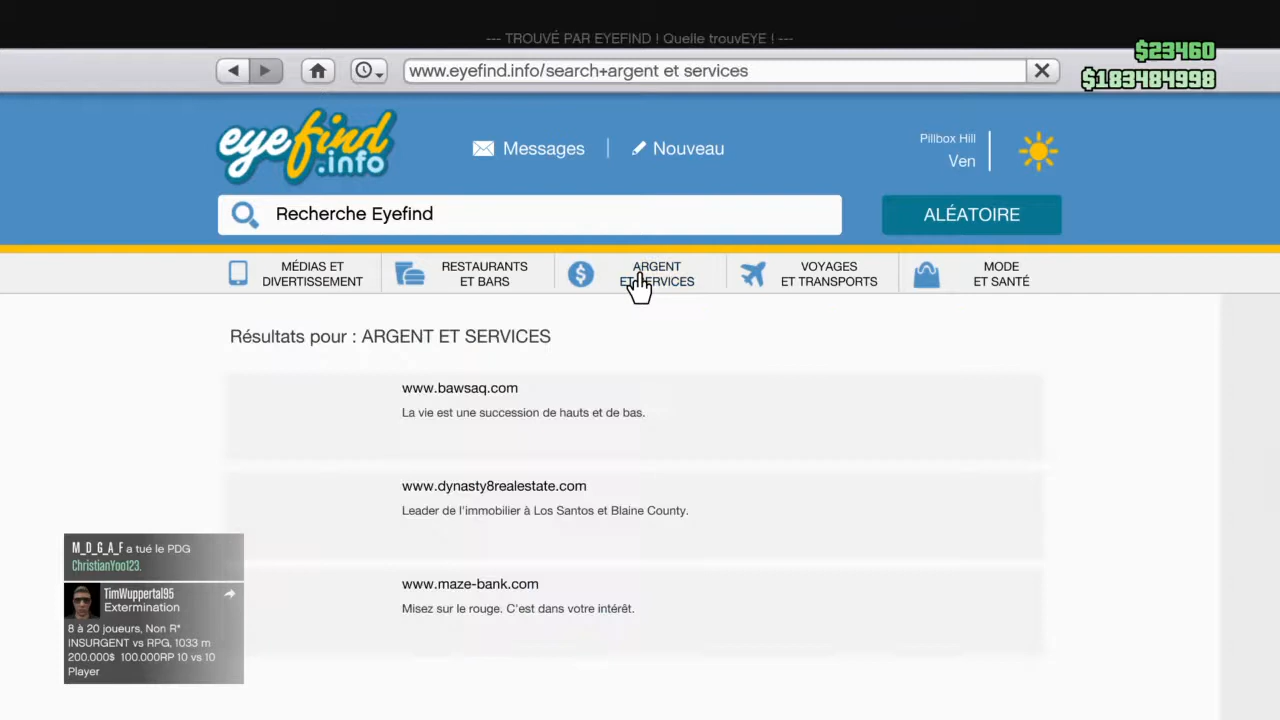 --- TROUVÉ PAR EYEFIND ! Quelle trouvEYE ! ---
$23460
www.eyefind.info/search+argent et services
$183484998
eyefind
.info
Messages
Nouveau
Pillbox Hill
Ven
Recherche Eyefind
ALÉATOIRE
MÉDIAS ET
DIVERTISSEMENT
RESTAURANTS
ET BARS
ARGENT
ET SERVICES
VOYAGES
ET TRANSPORTS
MODE
ET SANTÉ
Résultats pour : ARGENT ET SERVICES
www.bawsaq.com
La vie est une succession de hauts et de bas.
www.dynasty8realestate.com
Leader de l'immobilier à Los Santos et Blaine County.
www.maze-bank.com
Misez sur le rouge. C'est dans votre intérêt.
M_D_G_A_F a tué le PDG
ChristianYoo123.
TimWuppertal95
Extermination
8 à 20 joueurs, Non R*
INSURGENT vs RPG, 1033 m
200.000$ 100.000RP 10 vs 10
Player